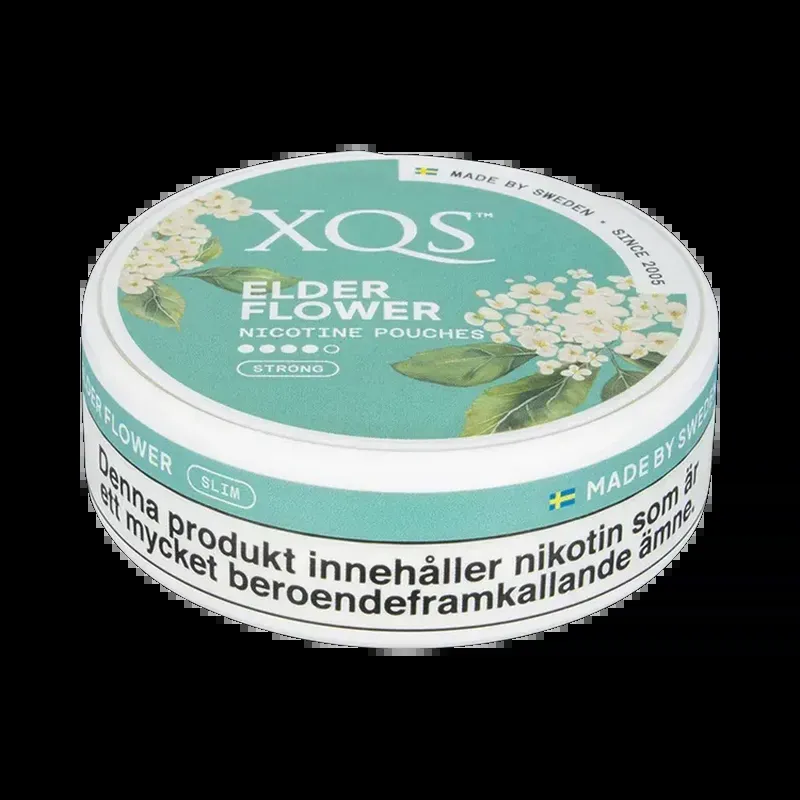 XQS™
ELDER
FLOWER
NICOTINE POUCHES
STRONG
MADE BY SWEDEN • SINCE 2005
ELDER FLOWER
SLIM
MADE BY SWEDEN
Denna produkt innehåller nikotin som är
ett mycket beroendeframkallande ämne.